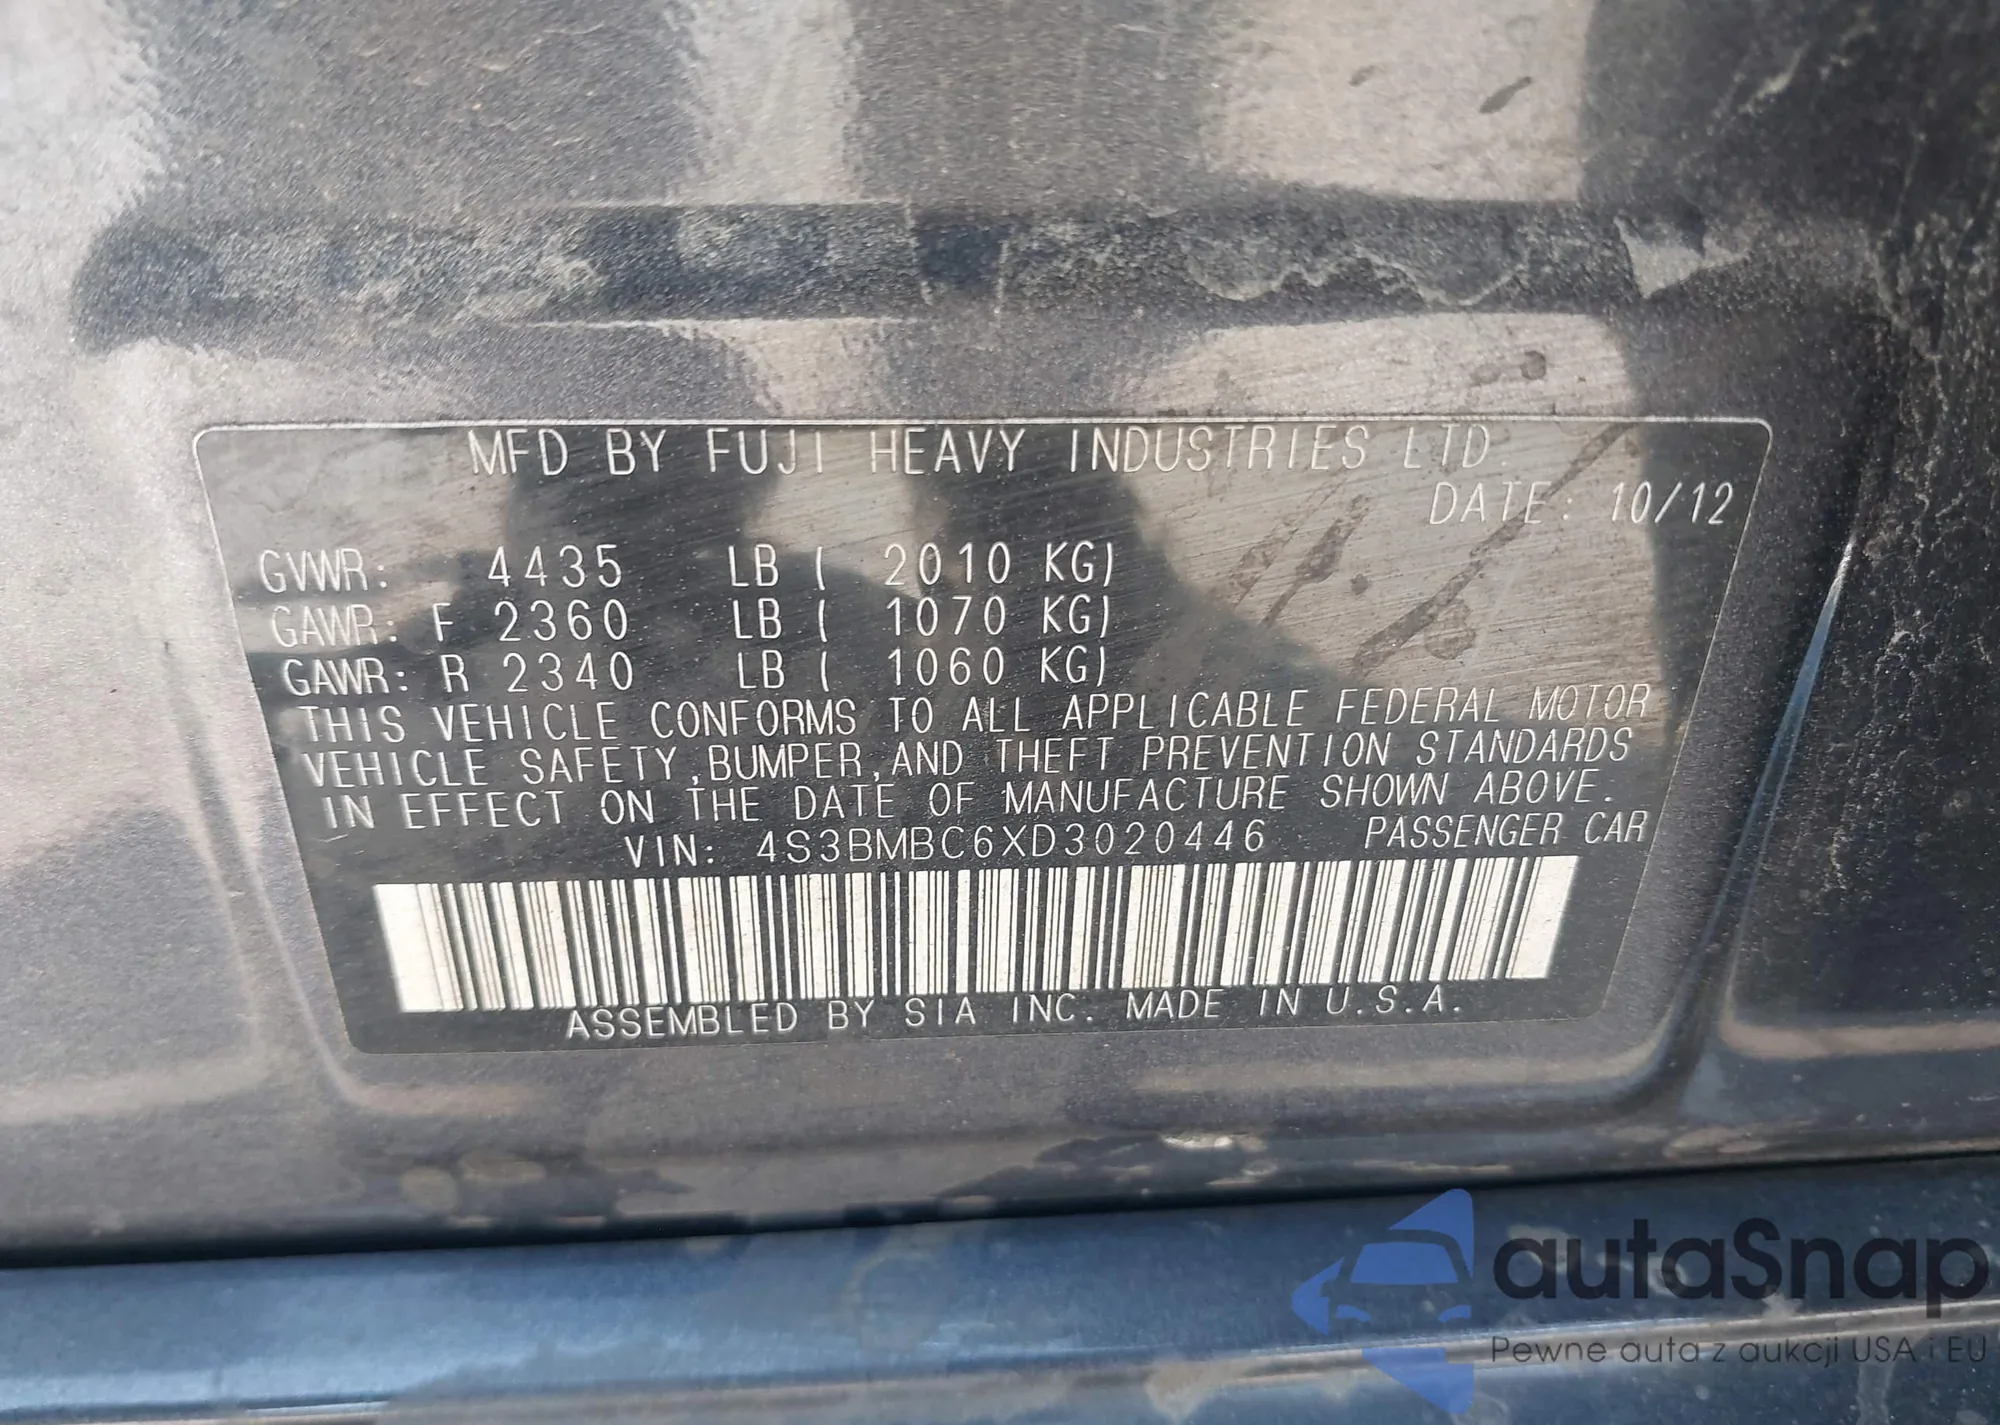 MFD BY FUJI HEAVY INDUSTRIES LTD.
DATE: 10/12
GVWR: 4435 LB ( 2010 KG)
GAWR: F 2360 LB ( 1070 KG)
GAWR: R 2340 LB ( 1060 KG)
THIS VEHICLE CONFORMS TO ALL APPLICABLE FEDERAL MOTOR
VEHICLE SAFETY,BUMPER,AND THEFT PREVENTION STANDARDS
IN EFFECT ON THE DATE OF MANUFACTURE SHOWN ABOVE.
VIN: 4S3BMBC6XD3020446 PASSENGER CAR
ASSEMBLED BY SIA INC. MADE IN U.S.A.
autaSnap
Pewne auta z aukcji USA i EU